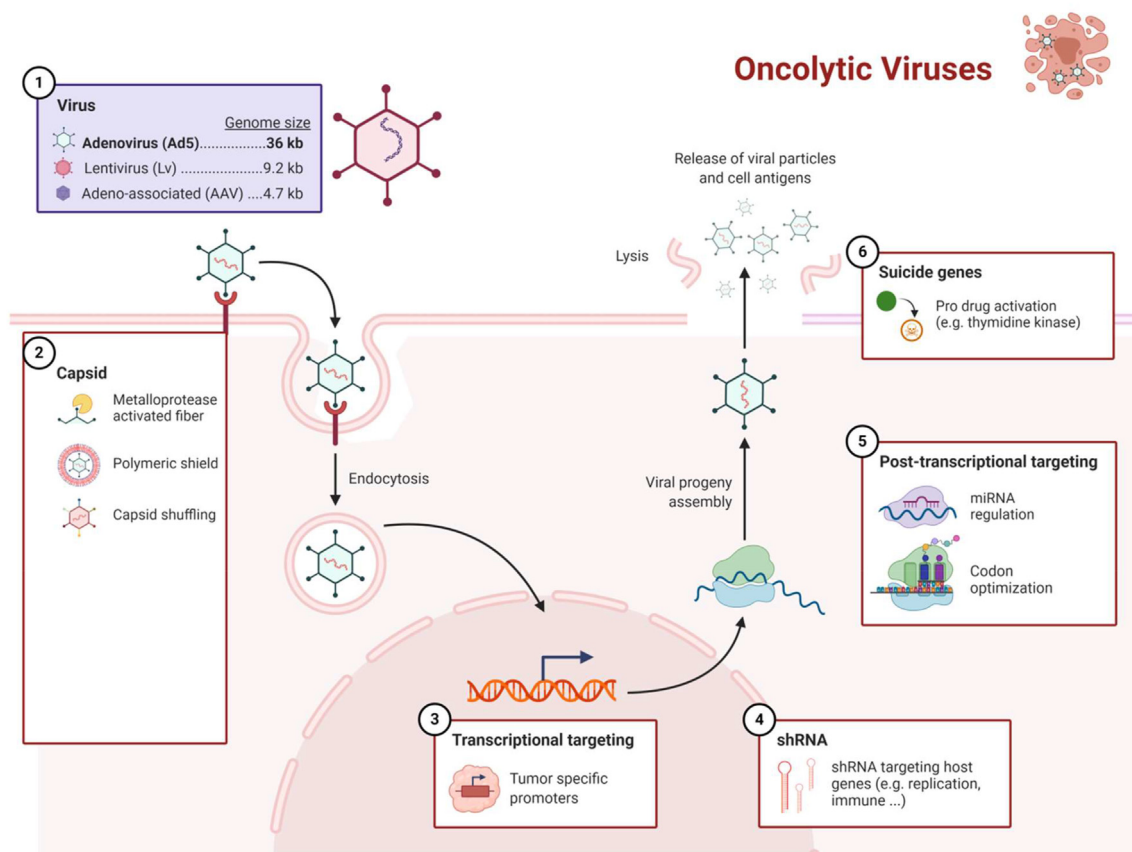 Oncolytic Viruses
1
Virus
Genome size
Adenovirus (Ad5).................36 kb
Lentivirus (Lv) ....................9.2 kb
Adeno-associated (AAV) ....4.7 kb
2
Capsid
Metalloprotease
activated fiber
Polymeric shield
Capsid shuffling
Endocytosis
3
Transcriptional targeting
Tumor specific
promoters
4
shRNA
shRNA targeting host
genes (e.g. replication,
immune ...)
Viral progeny
assembly
5
Post-transcriptional targeting
miRNA
regulation
Codon
optimization
Lysis
Release of viral particles
and cell antigens
6
Suicide genes
Pro drug activation
(e.g. thymidine kinase)